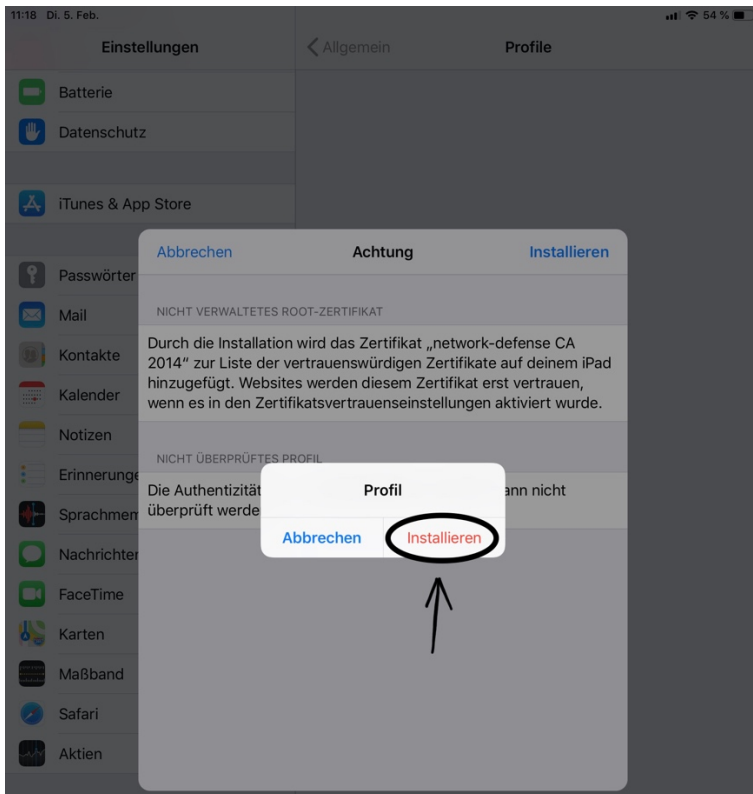 11:18 Di. 5. Feb.
54 %
Einstellungen
Allgemein
Profile
Batterie
Datenschutz
iTunes & App Store
Passwörter
Mail
Kontakte
Kalender
Notizen
Sprachmem
FaceTime
Karten
Maßband
Safari
Aktien
Abbrechen
Achtung
Installieren
NICHT VERWALTETES ROOT-ZERTIFIKAT
Durch die Installation wird das Zertifikat „network-defense CA
2014“ zur Liste der vertrauenswürdigen Zertifikate auf deinem iPad
hinzugefügt. Websites werden diesem Zertifikat erst vertrauen,
wenn es in den Zertifikatsvertrauenseinstellungen aktiviert wurde.
NICHT ÜBERPRÜFTES PROFIL
Die Authentizität ann nicht
überprüft werde
Profil
Abbrechen
Installieren